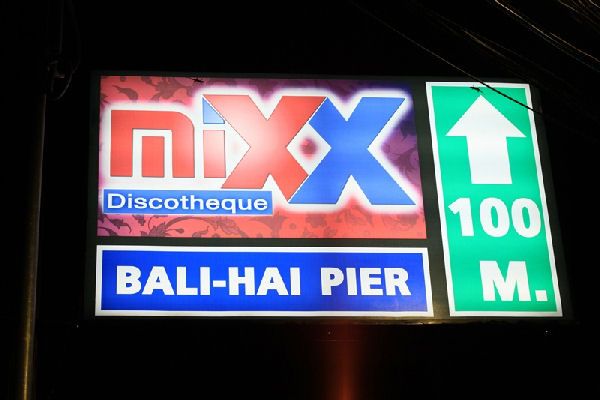 miXX
Discotheque
BALI-HAI PIER
100
M.